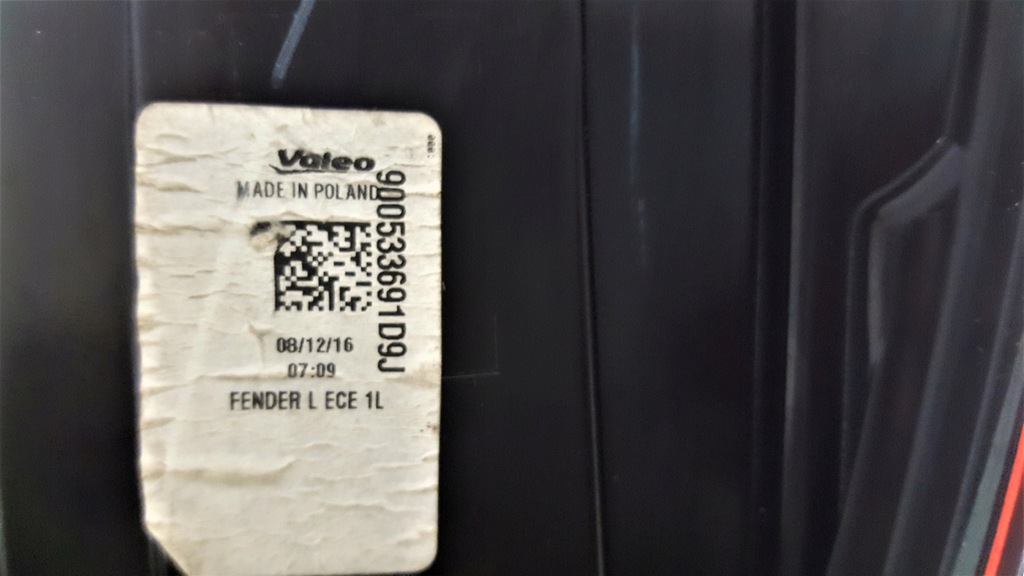 Valeo
MADE IN POLAND
900533691D9J
08/12/16
07:09
FENDER L ECE 1L